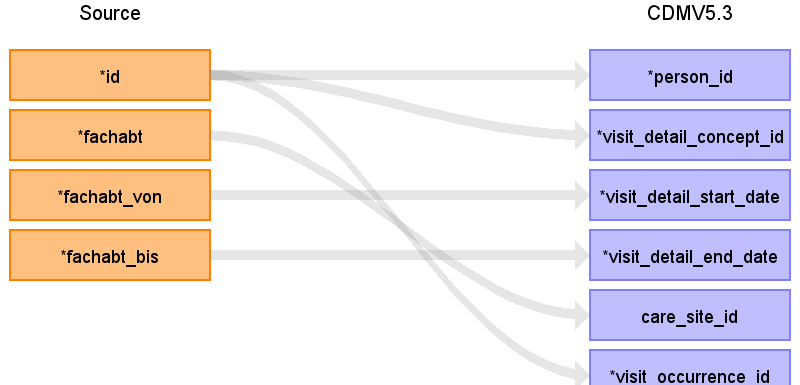 Source
CDMV5.3
*id
*person_id
*fachabt
*visit_detail_concept_id
*fachabt_von
*visit_detail_start_date
*fachabt_bis
*visit_detail_end_date
care_site_id
*visit_occurrence_id